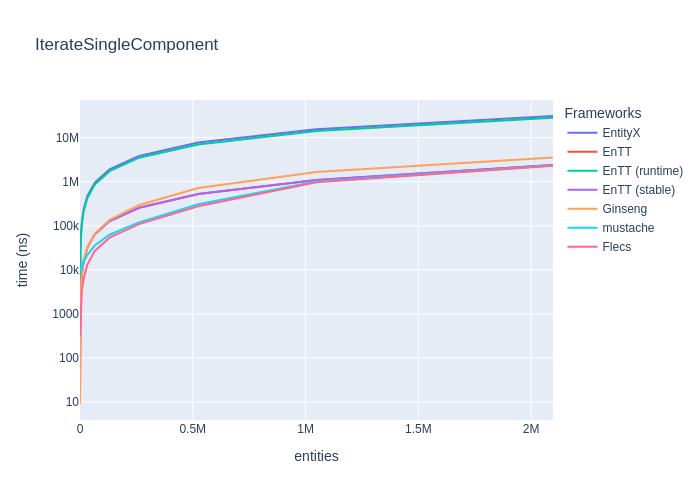 IterateSingleComponent
Frameworks
EntityX
EnTT
EnTT (runtime)
EnTT (stable)
Ginseng
mustache
Flecs
time (ns)
10M
1M
100k
10k
1000
100
10
0
0.5M
1M
1.5M
2M
entities